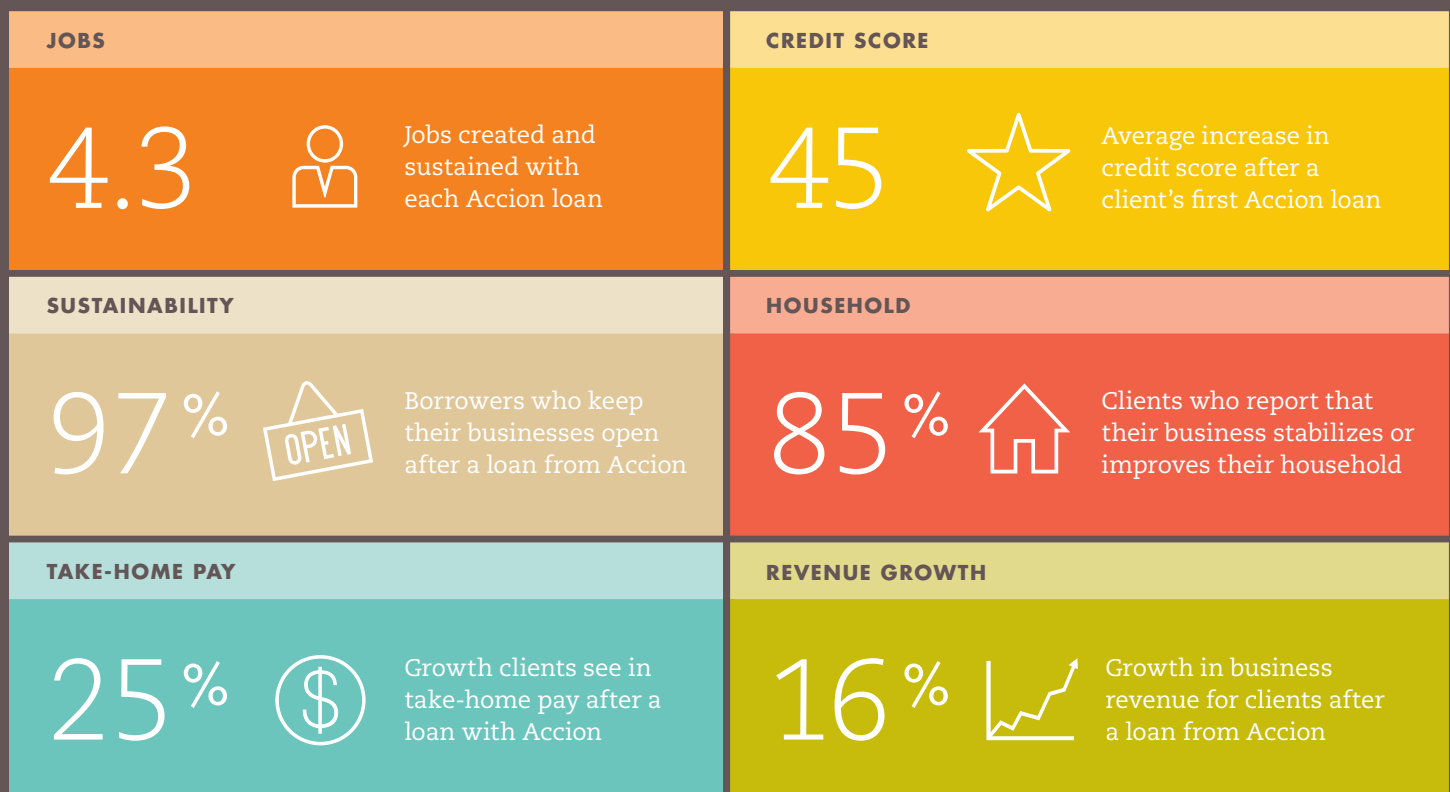 JOBS
4.3
Jobs created and
sustained with
each Accion loan
CREDIT SCORE
45
Average increase in
credit score after a
client’s first Accion loan
SUSTAINABILITY
97%
OPEN
Borrowers who keep
their businesses open
after a loan from Accion
HOUSEHOLD
85%
Clients who report that
their business stabilizes or
improves their household
TAKE-HOME PAY
25%
$
Growth clients see in
take-home pay after a
loan with Accion
REVENUE GROWTH
16%
Growth in business
revenue for clients after
a loan from Accion